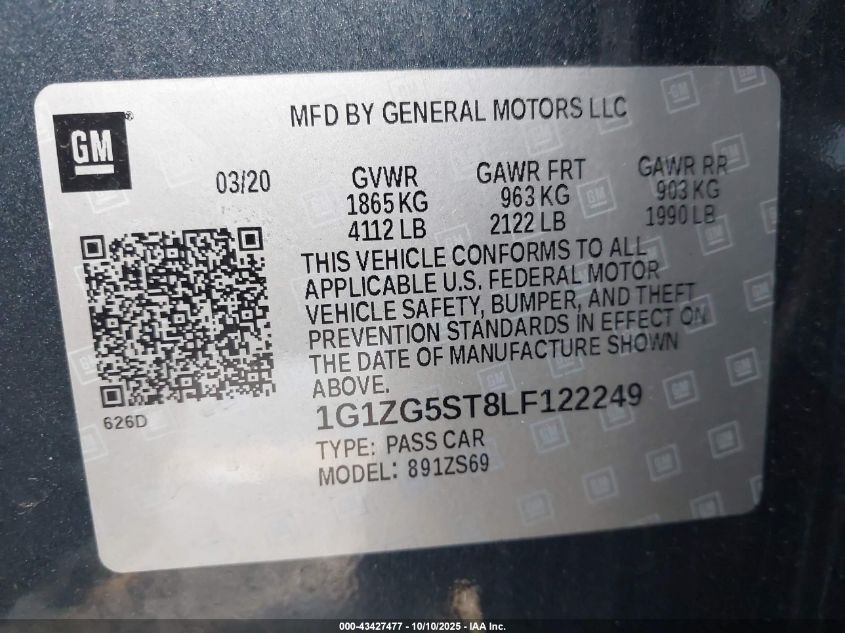 MFD BY GENERAL MOTORS LLC
GM
®
03/20
GVWR
1865 KG
4112 LB
GAWR FRT
963 KG
2122 LB
GAWR RR
903 KG
1990 LB
THIS VEHICLE CONFORMS TO ALL
APPLICABLE U.S. FEDERAL MOTOR
VEHICLE SAFETY, BUMPER, AND THEFT
PREVENTION STANDARDS IN EFFECT ON
THE DATE OF MANUFACTURE SHOWN
ABOVE.
626D
1G1ZG5ST8LF122249
TYPE: PASS CAR
MODEL: 891ZS69
000-43427477 - 10/10/2025 - IAAI.COM